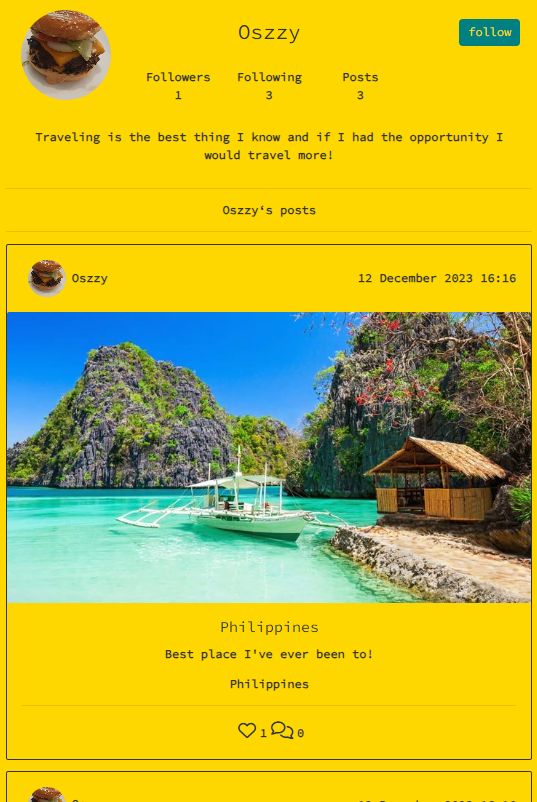 Oszzy
follow
Followers Following Posts
1 3 3
Traveling is the best thing I know and if I had the opportunity I
would travel more!
Oszzy‘s posts
Oszzy 12 December 2023 16:16
Philippines
Best place I've ever been to!
Philippines
1 0